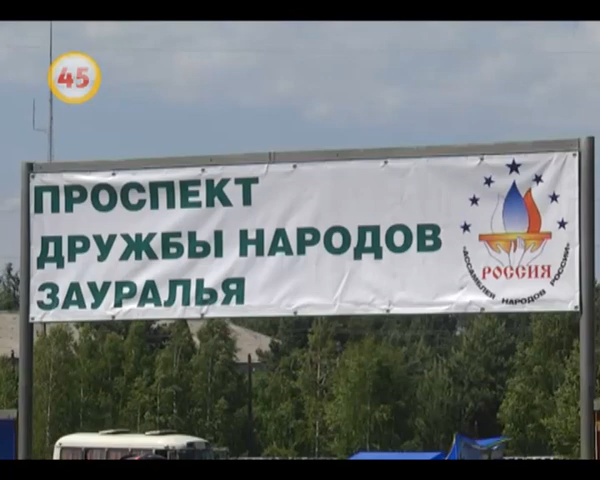 45
ПРОСПЕКТ
ДРУЖБЫ НАРОДОВ
ЗАУРАЛЬЯ
РОССИЯ
"АССАМБЛЕЯ НАРОДОВ РОССИИ"